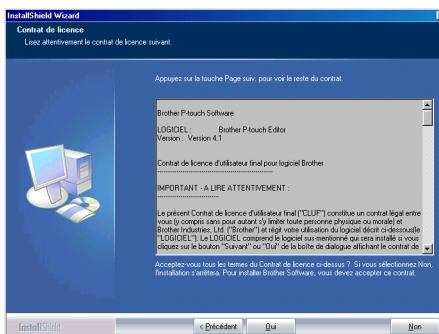 InstallShield Wizard
Contrat de licence
Lisez attentivement le contrat de licence suivant.
Appuyez sur la touche Page suiv. pour voir le reste du contrat.
Brother P-touch Software
LOGICIEL : Brother P-touch Editor
Version : Version 4.1
Contrat de licence d'utilisateur final pour logiciel Brother
----------------------------------------
IMPORTANT - A LIRE ATTENTIVEMENT :
----------------------------------------
Le présent Contrat de licence d'utilisateur final ("CLUF") constitue un contrat légal entre
vous (y compris sans pour autant s'y limiter toute personne physique ou morale) et
Brother Industries, Ltd. ("Brother") et régit votre utilisation du logiciel décrit ci-dessous(le
"LOGICIEL"). Le LOGICIEL comprend le logiciel sus-mentionné qui sera installé si vous
cliquez sur le bouton "Suivant" ou "Oui" de la boîte de dialogue affichant le contrat de
Acceptez-vous tous les termes du Contrat de licence ci-dessus ? Si vous sélectionnez Non,
l'installation s'arrêtera. Pour installer Brother Software, vous devez accepter ce contrat.
InstallShield
< Précédent
Oui
Non